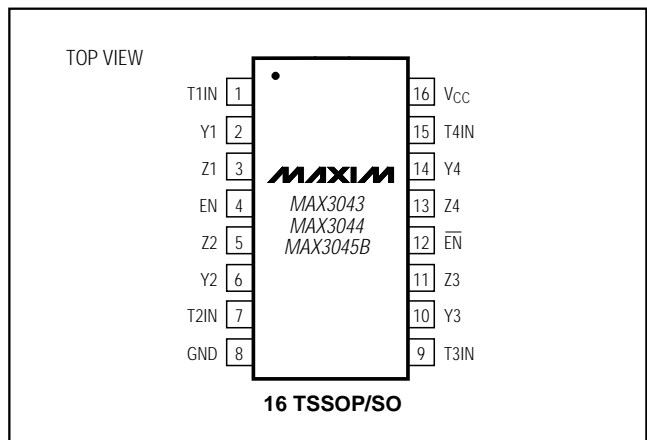 TOP VIEW
T1IN 1
Y1 2
Z1 3
EN 4
Z2 5
Y2 6
T2IN 7
GND 8
MAXIM
MAX3043
MAX3044
MAX3045B
16 VCC
15 T4IN
14 Y4
13 Z4
12 E̅N̅
11 Z3
10 Y3
9 T3IN
16 TSSOP/SO